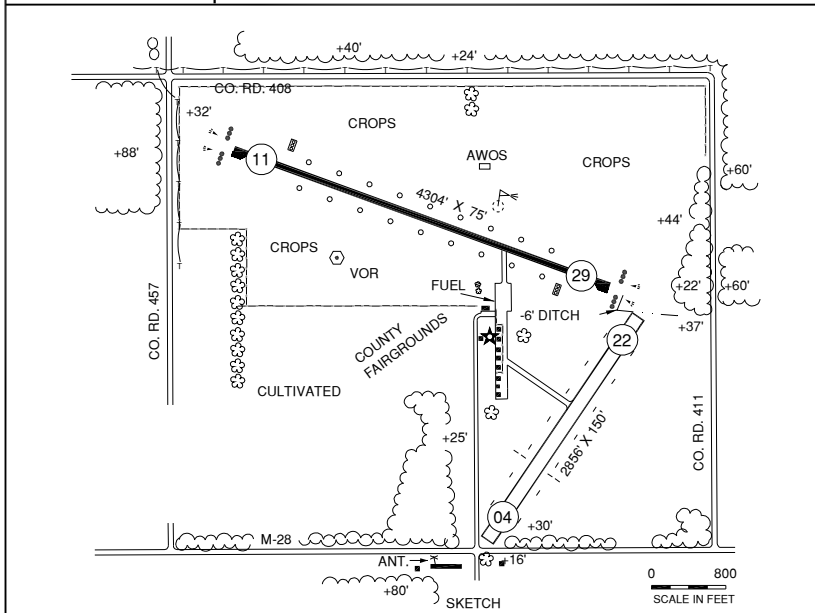 +40'
+24'
CO. RD. 408
+32'
CROPS
+88'
11
AWOS
CROPS
+60'
4304' X 75'
+44'
CROPS
VOR
29
FUEL
+22'
+60'
-6' DITCH
+37'
CO. RD. 457
COUNTY
FAIRGROUNDS
22
CULTIVATED
+25'
2856' X 150'
CO. RD. 411
04
+30'
M-28
ANT.
+16'
0 800
SCALE IN FEET
+80'
SKETCH